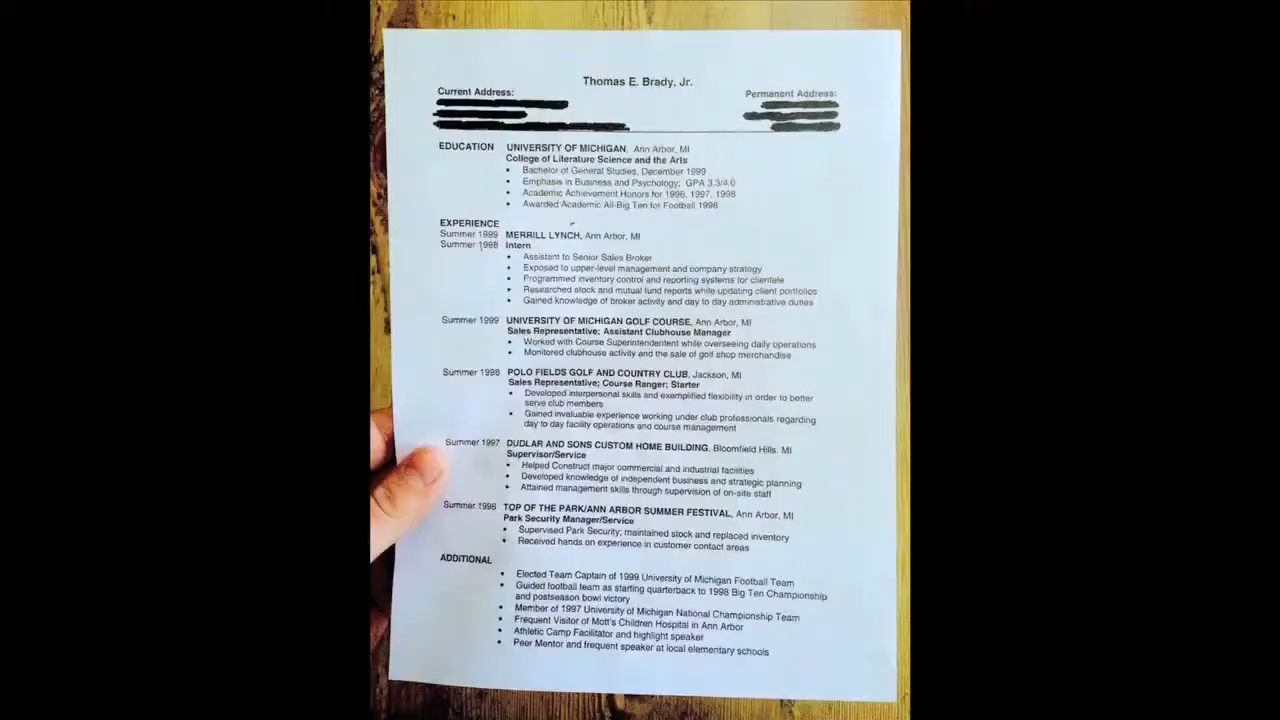 Thomas E. Brady, Jr.
Current Address:
Permanent Address:
EDUCATION UNIVERSITY OF MICHIGAN, Ann Arbor, MI
College of Literature Science and the Arts
• Bachelor of General Studies, December 1999
• Emphasis in Business and Psychology; GPA 3.3/4.0
• Academic Achievement Honors for 1996, 1997, 1998
• Awarded Academic All-Big Ten for Football 1998
EXPERIENCE
Summer 1999 MERRILL LYNCH, Ann Arbor, MI
Summer 1998 Intern
• Assistant to Senior Sales Broker
• Exposed to upper-level management and company strategy
• Programmed inventory control and reporting systems for clientele
• Researched stock and mutual fund reports while updating client portfolios
• Gained knowledge of broker activity and day to day administrative duties
Summer 1999 UNIVERSITY OF MICHIGAN GOLF COURSE, Ann Arbor, MI
Sales Representative; Assistant Clubhouse Manager
• Worked with Course Superintendentent while overseeing daily operations
• Monitored clubhouse activity and the sale of golf shop merchandise
Summer 1998 POLO FIELDS GOLF AND COUNTRY CLUB, Jackson, MI
Sales Representative; Course Ranger; Starter
• Developed interpersonal skills and exemplified flexibility in order to better
serve club members
• Gained invaluable experience working under club professionals regarding
day to day facility operations and course management
Summer 1997 DUDLAR AND SONS CUSTOM HOME BUILDING, Bloomfield Hills, MI
Supervisor/Service
• Helped Construct major commercial and industrial facilities
• Developed knowledge of independent business and strategic planning
• Attained management skills through supervision of on-site staff
Summer 1996 TOP OF THE PARK/ANN ARBOR SUMMER FESTIVAL, Ann Arbor, MI
Park Security Manager/Service
• Supervised Park Security; maintained stock and replaced inventory
• Received hands on experience in customer contact areas
ADDITIONAL
• Elected Team Captain of 1999 University of Michigan Football Team
• Guided football team as starting quarterback to 1998 Big Ten Championship
and postseason bowl victory
• Member of 1997 University of Michigan National Championship Team
• Frequent Visitor of Mott's Children Hospital in Ann Arbor
• Athletic Camp Facilitator and highlight speaker
• Peer Mentor and frequent speaker at local elementary schools